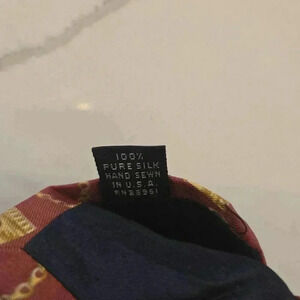 100%
PURE SILK
HAND SEWN
IN U.S.A.